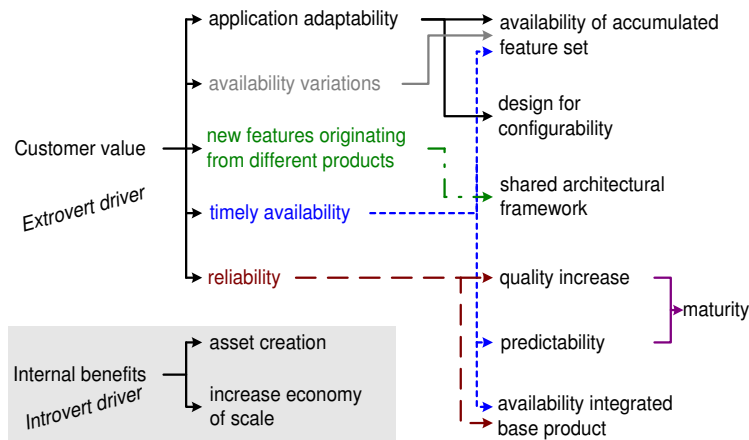 application adaptability
availability of accumulated
feature set
availability variations
design for
configurability
new features originating
from different products
Customer value
Extrovert driver
shared architectural
framework
timely availability
reliability
quality increase
maturity
asset creation
predictability
Internal benefits
Introvert driver
increase economy
of scale
availability integrated
base product